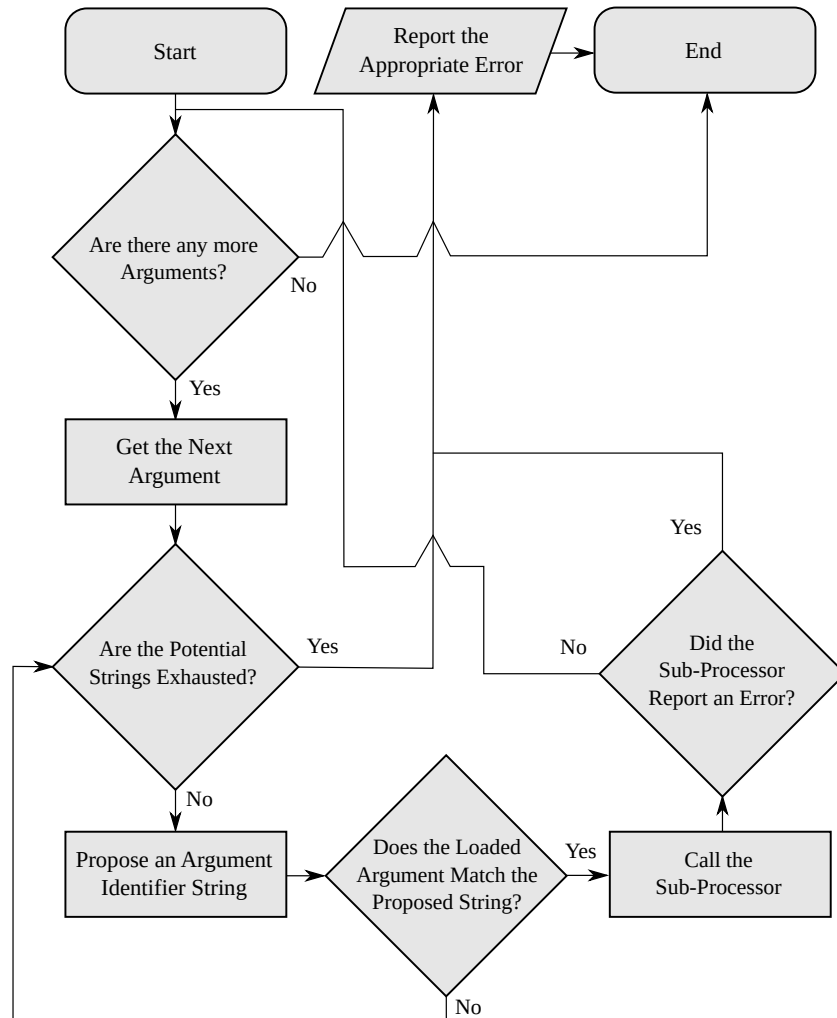 Start
Report the
Appropriate Error
End
Are there any more
Arguments?
No
Yes
Get the Next
Argument
Are the Potential
Strings Exhausted?
Yes
No
Propose an Argument
Identifier String
Does the Loaded
Argument Match the
Proposed String?
Yes
No
Call the
Sub-Processor
Did the
Sub-Processor
Report an Error?
Yes
No